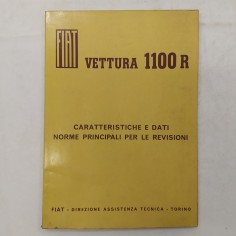 FIAT VETTURA 1100 R
CARATTERISTICHE E DATI
NORME PRINCIPALI PER LE REVISIONI
FIAT - DIREZIONE ASSISTENZA TECNICA - TORINO